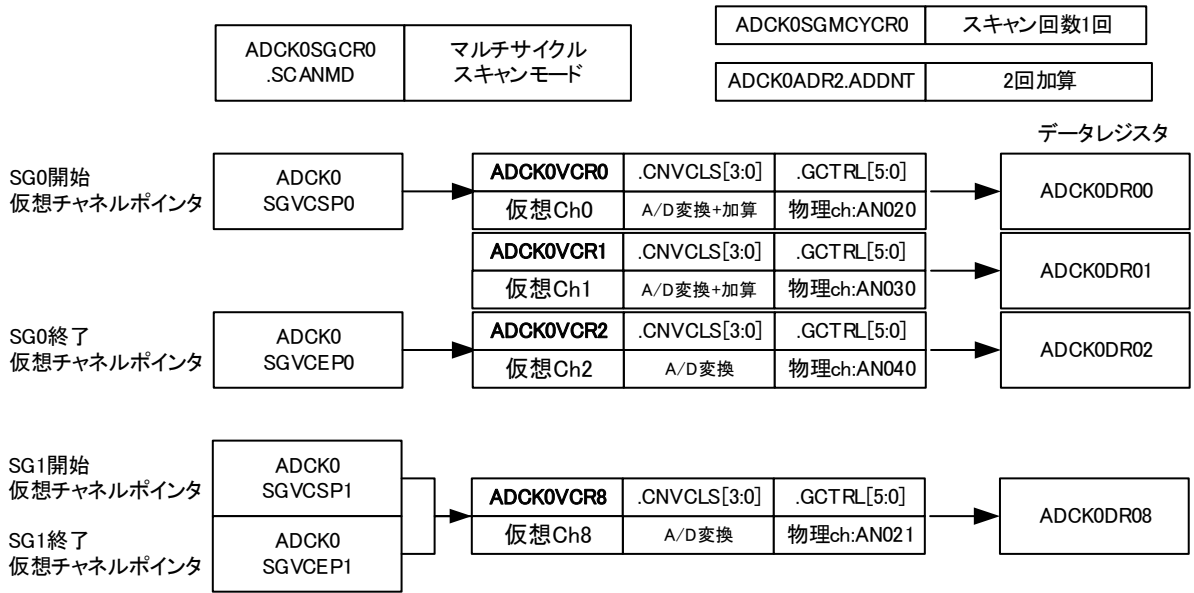 ADCK0SGCR0
.SCANMD
マルチサイクル
スキャンモード
ADCK0SGMCYCR0
スキャン回数1回
ADCK0ADR2.ADDNT
2回加算
データレジスタ
SG0開始
仮想チャネルポインタ
ADCK0
SGVCSP0
ADCK0VCR0
.CNVCLS[3:0]
.GCTRL[5:0]
仮想Ch0
A/D変換+加算
物理ch:AN020
ADCK0DR00
ADCK0VCR1
.CNVCLS[3:0]
.GCTRL[5:0]
仮想Ch1
A/D変換+加算
物理ch:AN030
ADCK0DR01
SG0終了
仮想チャネルポインタ
ADCK0
SGVCEP0
ADCK0VCR2
.CNVCLS[3:0]
.GCTRL[5:0]
仮想Ch2
A/D変換
物理ch:AN040
ADCK0DR02
SG1開始
仮想チャネルポインタ
ADCK0
SGVCSP1
SG1終了
仮想チャネルポインタ
ADCK0
SGVCEP1
ADCK0VCR8
.CNVCLS[3:0]
.GCTRL[5:0]
仮想Ch8
A/D変換
物理ch:AN021
ADCK0DR08